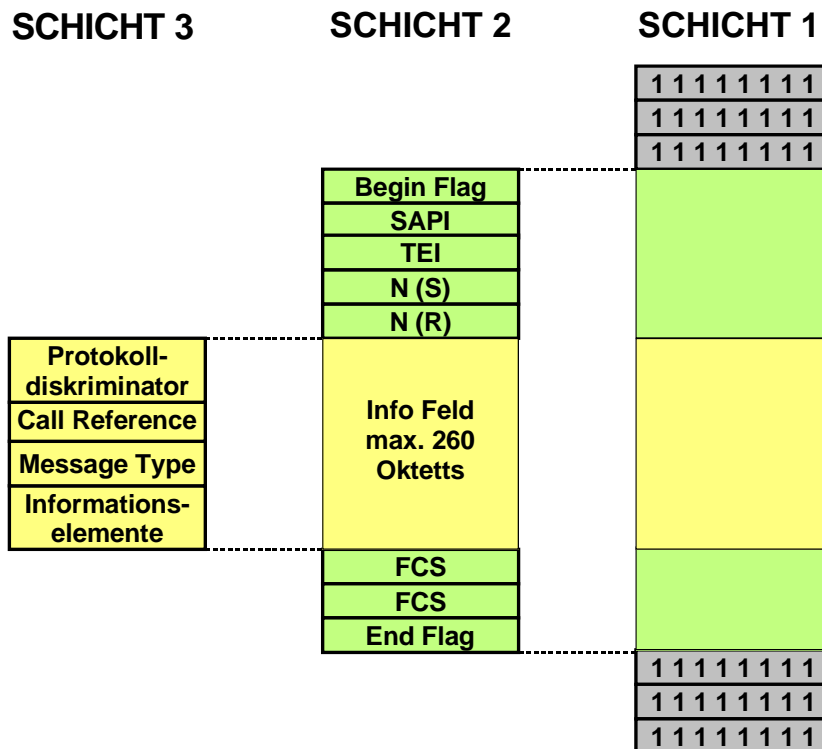 SCHICHT 3
SCHICHT 2
SCHICHT 1
Protokoll-
diskriminator
Call Reference
Message Type
Informations-
elemente
Begin Flag
SAPI
TEI
N (S)
N (R)
Info Feld
max. 260
Oktetts
FCS
FCS
End Flag
1 1 1 1 1 1 1 1
1 1 1 1 1 1 1 1
1 1 1 1 1 1 1 1
1 1 1 1 1 1 1 1
1 1 1 1 1 1 1 1
1 1 1 1 1 1 1 1